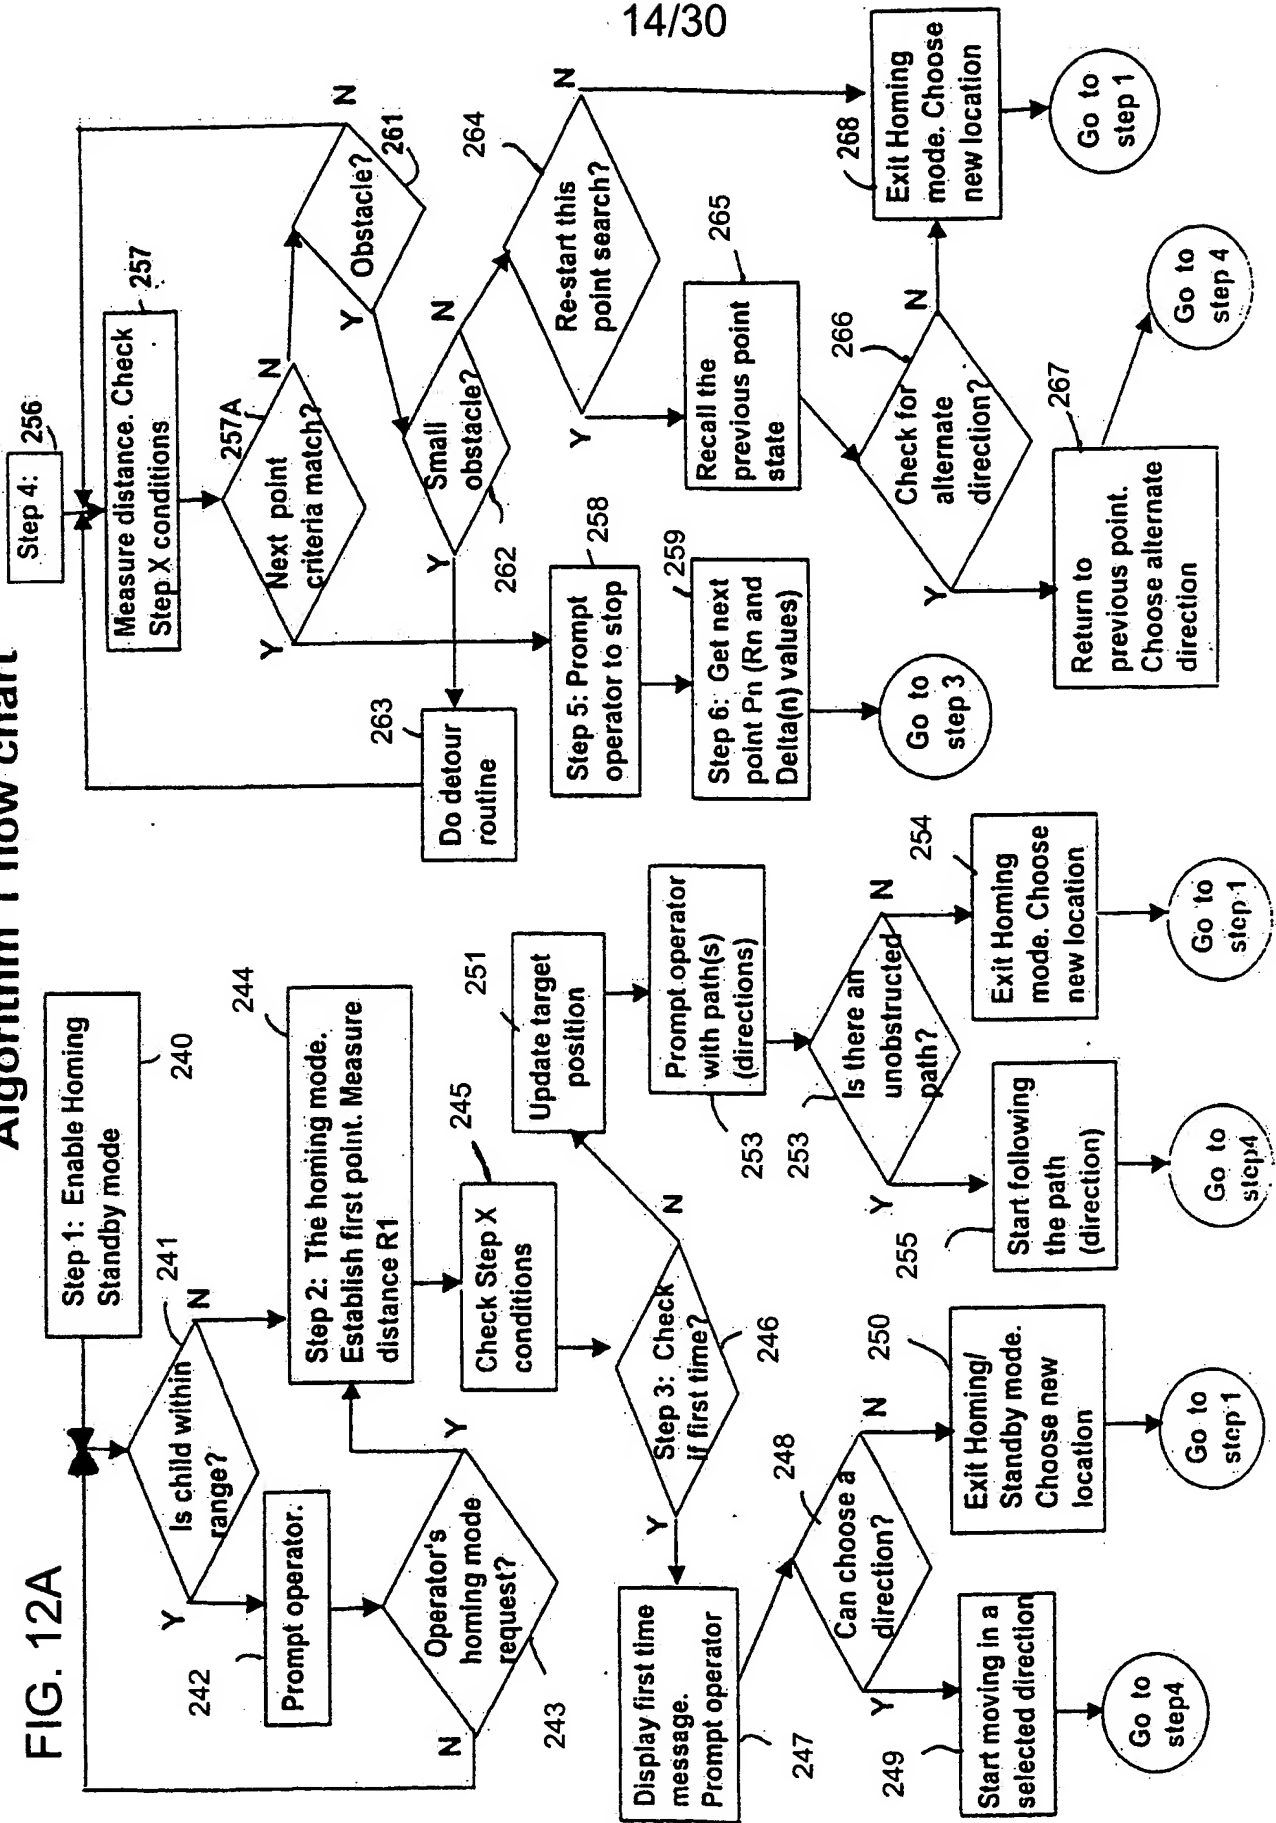 14/30
FIG. 12A
Algorithm Flow chart
Step 1: Enable Homing
Standby mode
240
Is child within
range?
241
Y
N
Prompt operator.
242
Operator's
homing mode
request?
243
N
Y
Step 2: The homing mode.
Establish first point. Measure
distance R1
244
Check Step X
conditions
245
Step 3: Check
if first time?
246
Y
N
Display first time
message.
Prompt operator
247
Can choose a
direction?
248
Y
N
Start moving in a
selected direction
249
Go to
step4
Exit Homing/
Standby mode.
Choose new
location
250
Go to
step 1
Update target
position
251
Prompt operator
with path(s)
(directions)
253
Is there an
unobstructed
path?
253
Y
N
Start following
the path
(direction)
255
Go to
step4
Exit Homing
mode. Choose
new location
254
Go to
step 1
Step 4:
256
Measure distance. Check
Step X conditions
257
Next point
criteria match?
257A
Y
N
Obstacle?
261
Y
N
Small
obstacle?
262
Y
N
Do detour
routine
263
Step 5: Prompt
operator to stop
258
Step 6: Get next
point Pn (Rn and
Delta(n) values)
259
Go to
step 3
Re-start this
point search?
264
Y
N
Recall the
previous point
state
265
Check for
alternate
direction?
266
Y
N
Return to
previous point.
Choose alternate
direction
267
Go to
step 4
Exit Homing
mode. Choose
new location
268
Go to
step 1